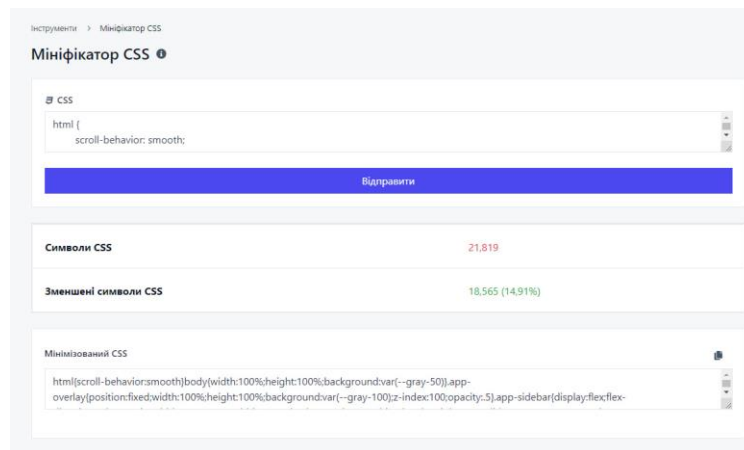 Інструменти > Мініфікатор CSS
Мініфікатор CSS
CSS
html {
scroll-behavior: smooth;
Відправити
Символи CSS 21,819
Зменшені символи CSS 18,565 (14,91%)
Мінімізований CSS
html{scroll-behavior:smooth}body{width:100%;height:100%;background:var(--gray-50)}.app-
overlay{position:fixed;width:100%;height:100%;background:var(--gray-100);z-index:100;opacity:.5}.app-sidebar{display:flex;flex-